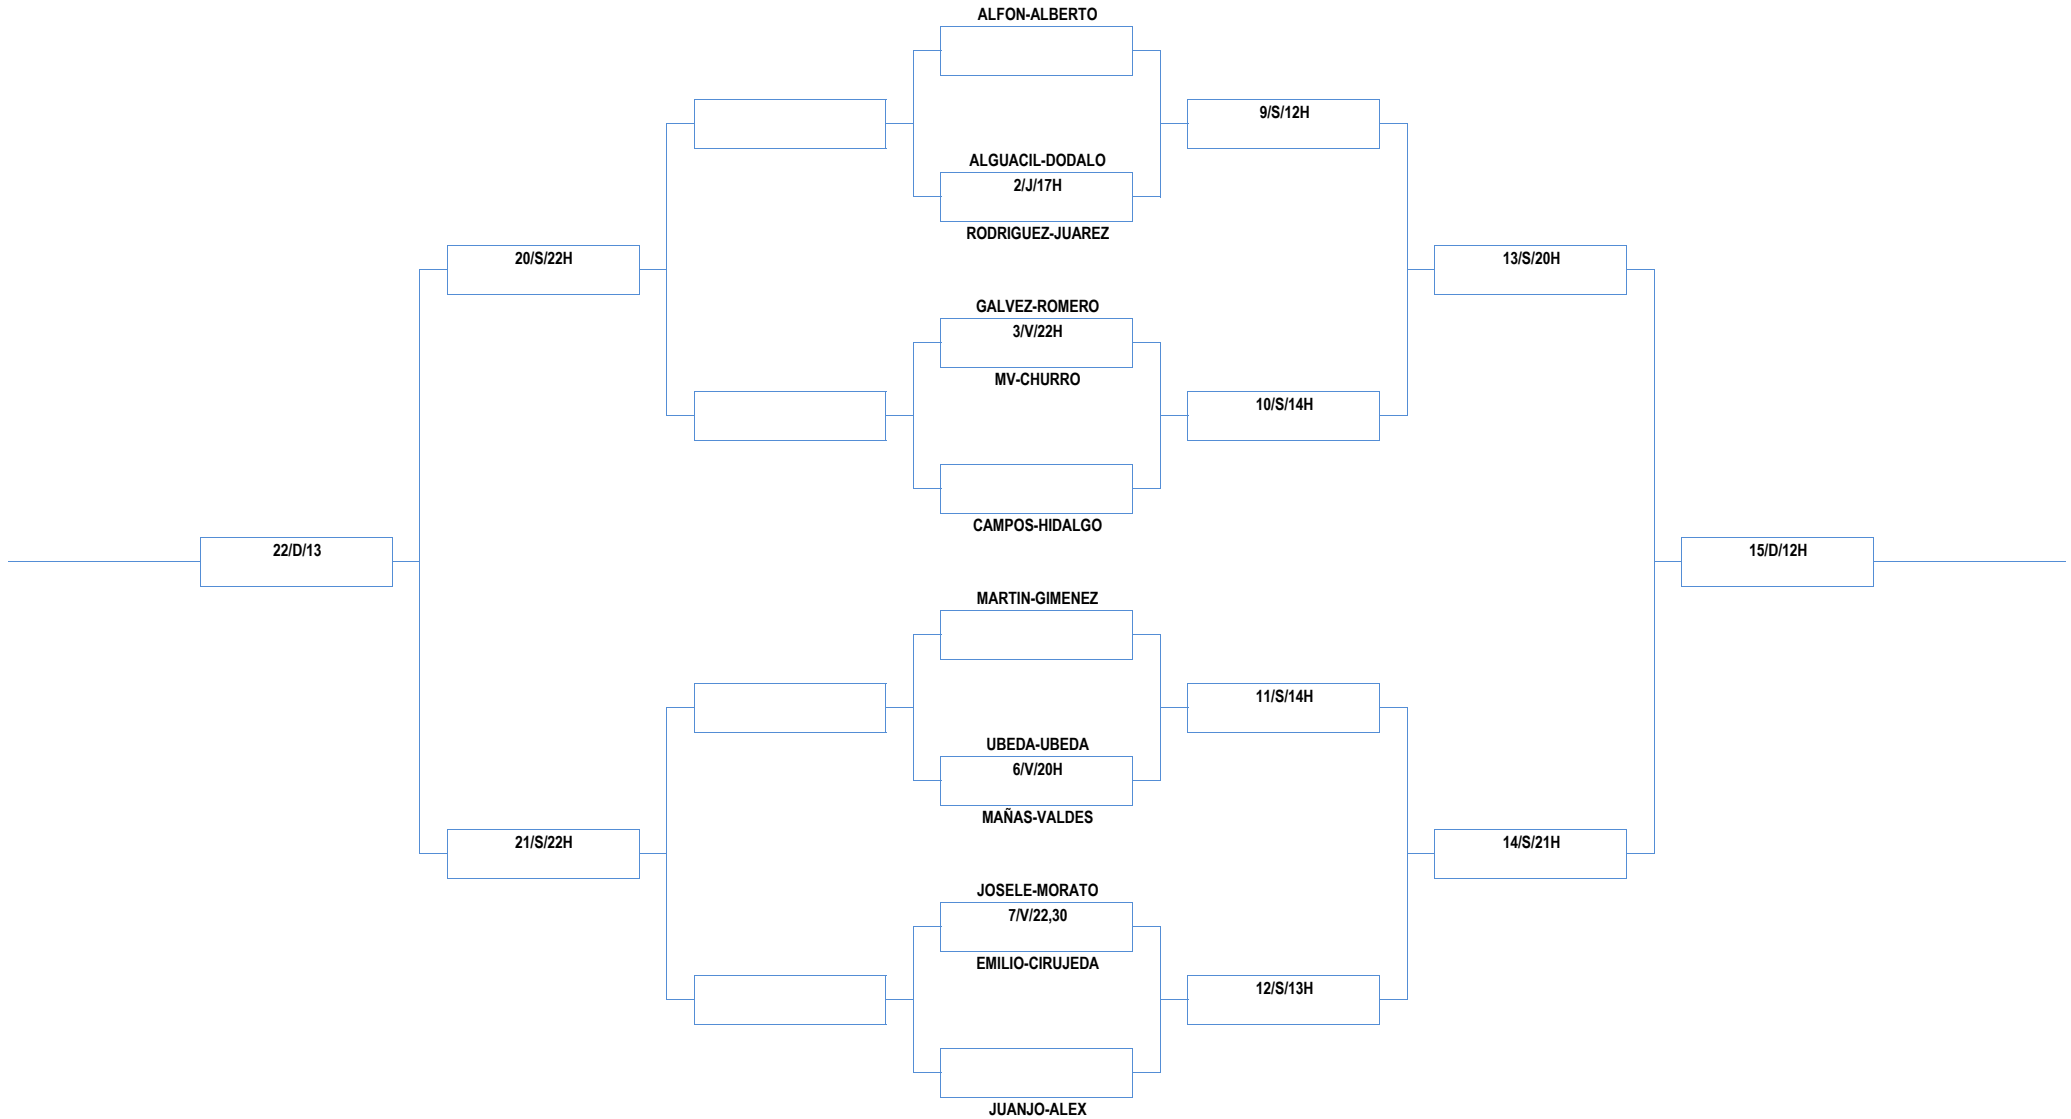 ALFON-ALBERTO
9/S/12H
ALGUACIL-DODALO
2/J/17H
RODRIGUEZ-JUAREZ
20/S/22H
13/S/20H
GALVEZ-ROMERO
3/V/22H
MV-CHURRO
10/S/14H
CAMPOS-HIDALGO
22/D/13
15/D/12H
MARTIN-GIMENEZ
11/S/14H
UBEDA-UBEDA
6/V/20H
MAÑAS-VALDES
21/S/22H
14/S/21H
JOSELE-MORATO
7/V/22,30
EMILIO-CIRUJEDA
12/S/13H
JUANJO-ALEX